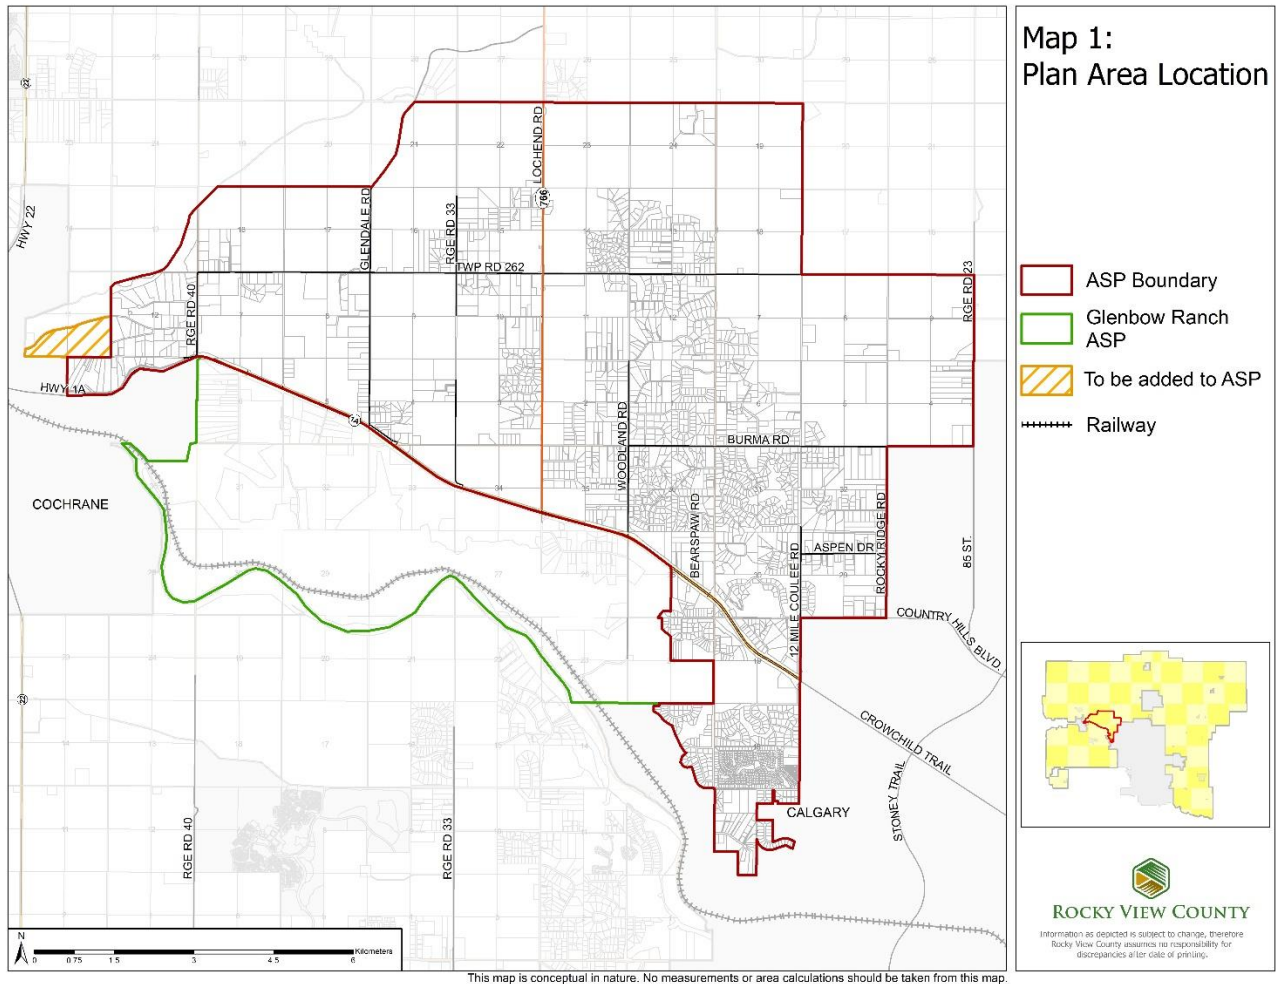 Map 1:
Plan Area Location
ASP Boundary
Glenbow Ranch
ASP
To be added to ASP
Railway
LOCHEND RD
766
GLENDALE RD
RGE RD 33
HWY 22
TWP RD 262
RGE RD 40
RGE RD 23
HWY 1A
1A
WOODLAND RD
BURMA RD
COCHRANE
BEARSPAW RD
ASPEN DR
ROCKY RIDGE RD
12 MILE COULEE RD
85 ST.
COUNTRY HILLS BLVD.
22
CROWCHILD TRAIL
STONEY TRAIL
CALGARY
RGE RD 40
RGE RD 33
N
0 0.75 1.5 3 4.5 6
Kilometers
ROCKY VIEW COUNTY
Information as depicted is subject to change, therefore
Rocky View County assumes no responsibility for
discrepancies after date of printing.
This map is conceptual in nature. No measurements or area calculations should be taken from this map.